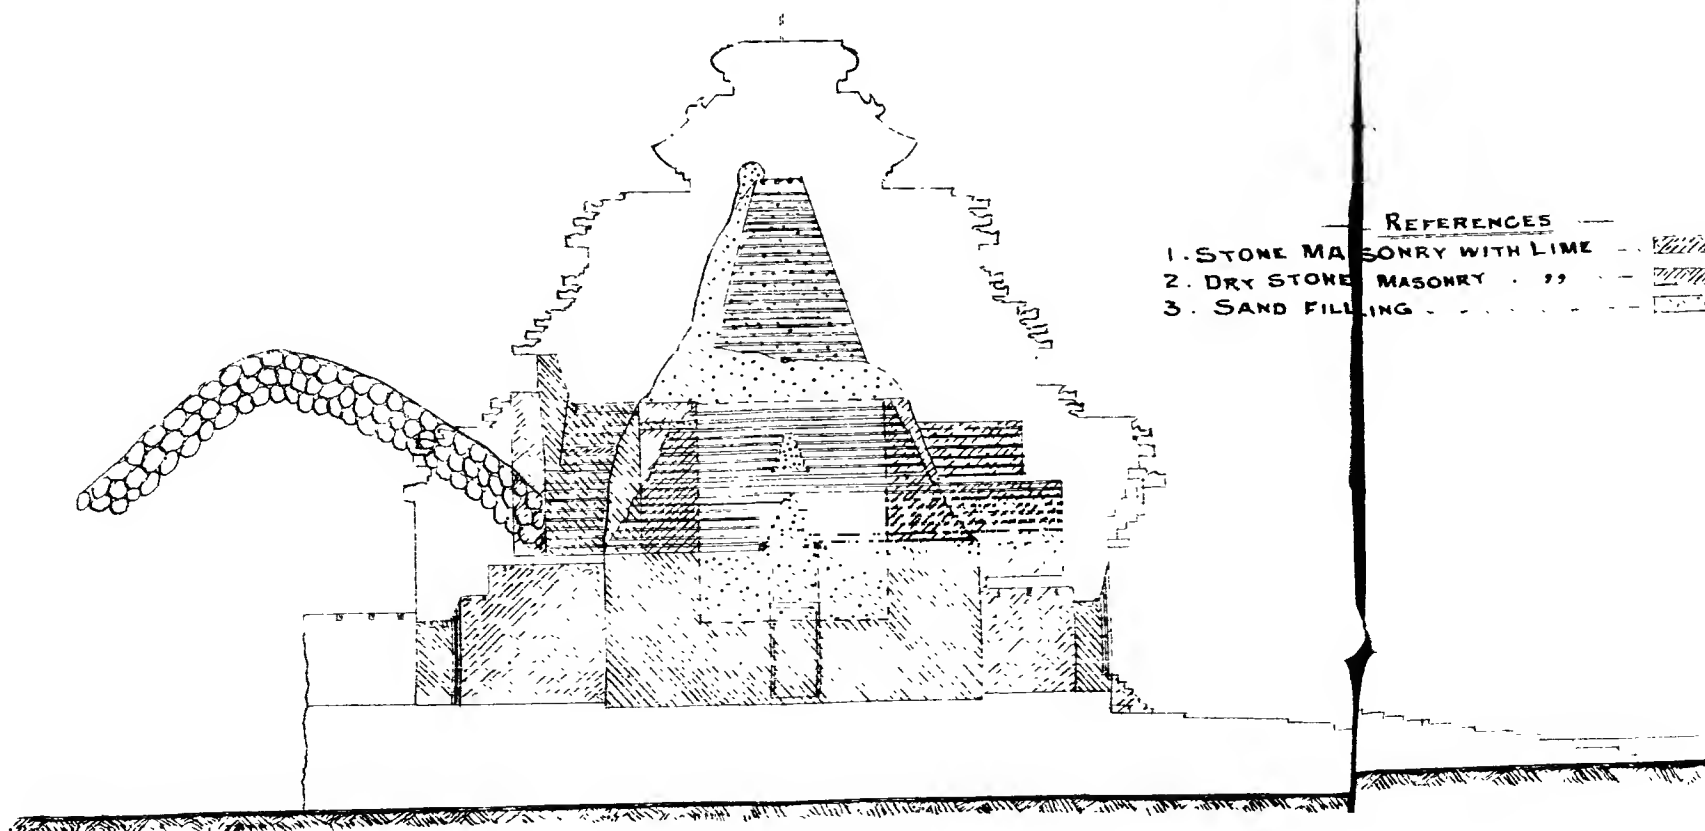 REFERENCES
1. STONE MASONRY WITH LIME
2. DRY STONE MASONRY . ,,
3. SAND FILLING